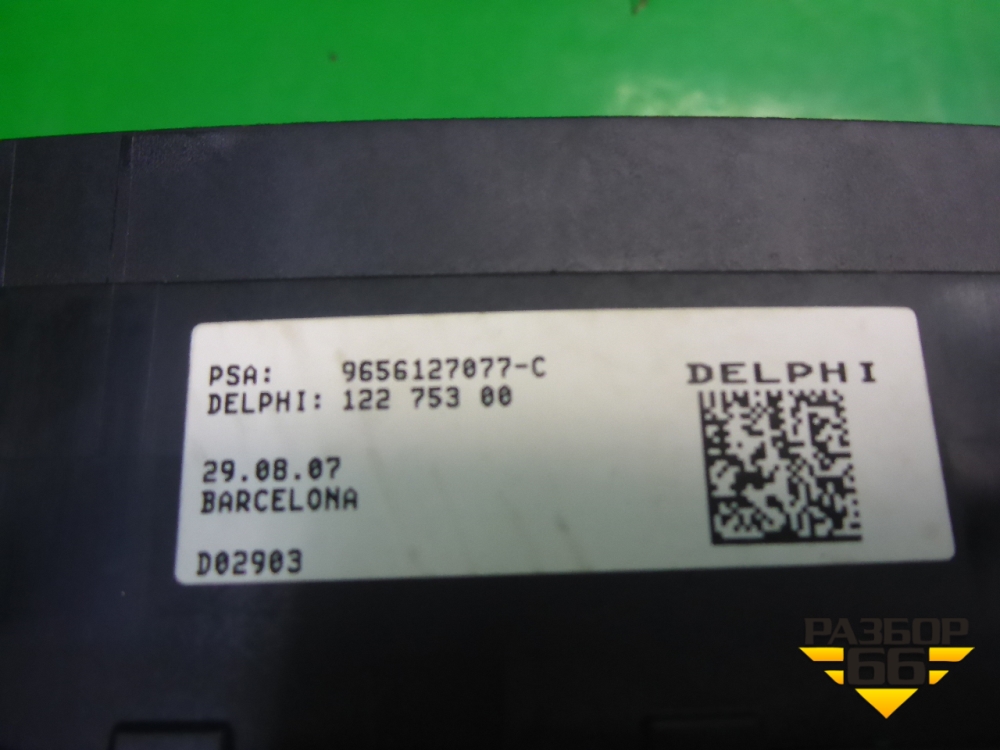 PSA: 9656127077-C
DELPHI: 122 753 00
DELPHI
29.08.07
BARCELONA
D02903
РАЗБОР
66